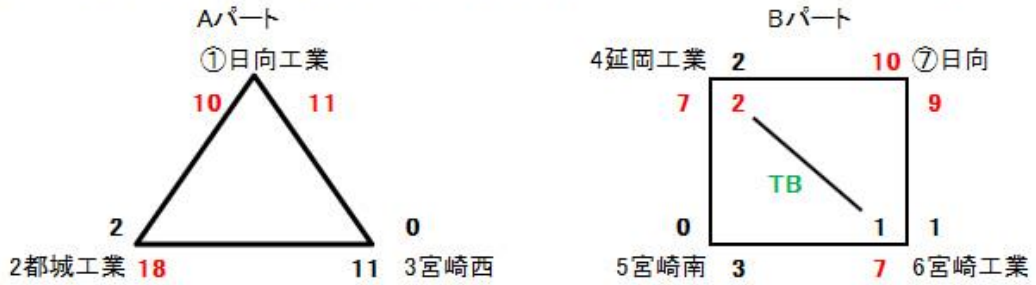 Aパート Bパート
①日向工業 4延岡工業 2 10 ⑦日向
10 11 7 2 9
TB
2 0 0 1 1
2都城工業 18 11 3宮崎西 5宮崎南 3 7 6宮崎工業